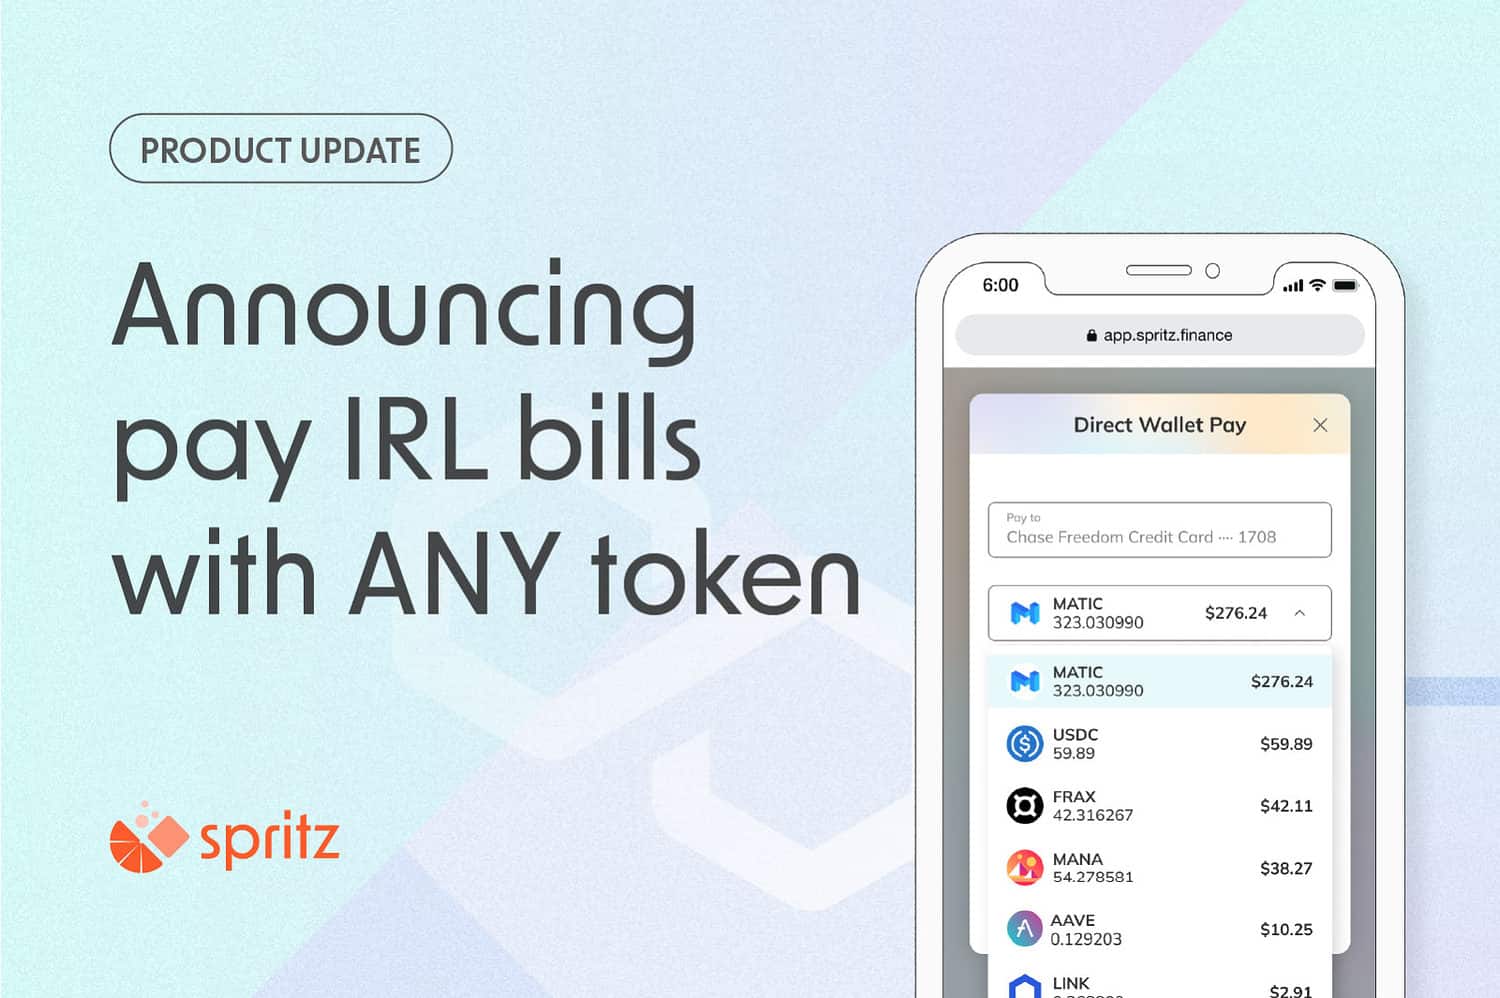 PRODUCT UPDATE
Announcing
pay IRL bills
with ANY token
spritz
6:00
app.spritz.finance
Direct Wallet Pay
Pay to
Chase Freedom Credit Card ···· 1708
MATIC
323.030990
$276.24
MATIC
323.030990
$276.24
USDC
59.89
$59.89
FRAX
42.316267
$42.11
MANA
54.278581
$38.27
AAVE
0.129203
$10.25
LINK
$2.91